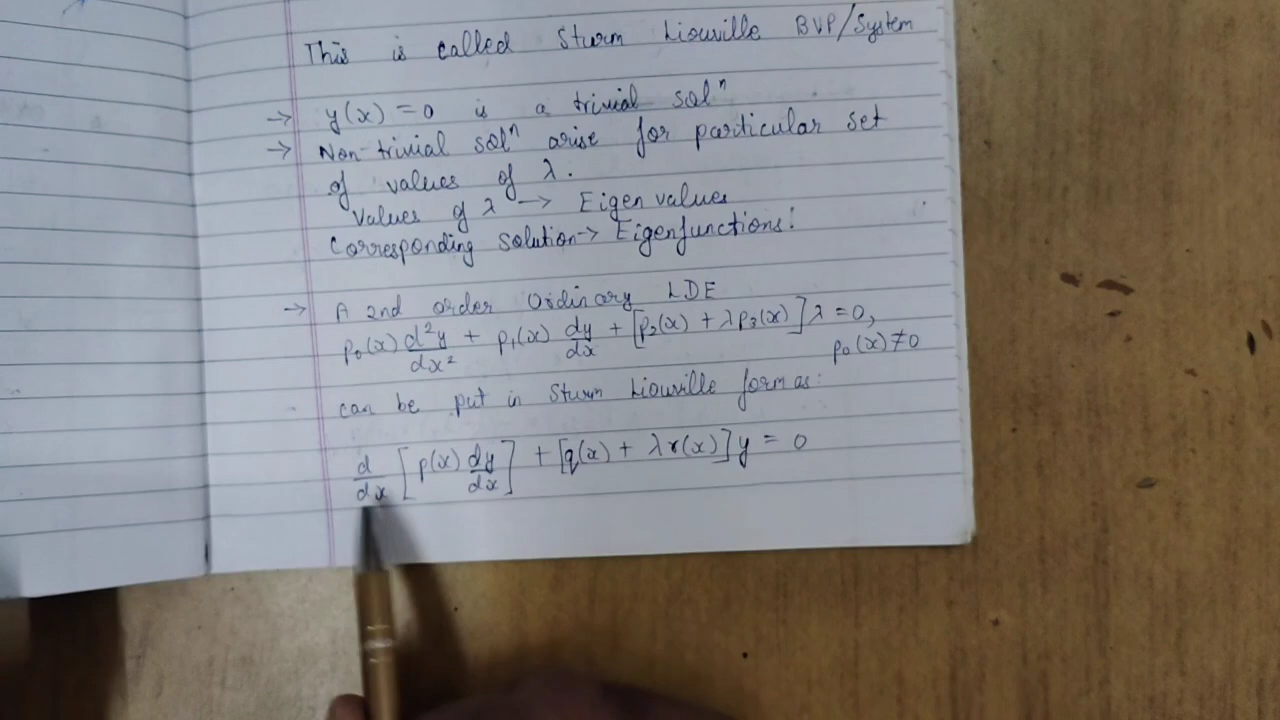 This is called Sturm Liouville BVP/System
→ y(x) = 0 is a trivial solⁿ
→ Non-trivial solⁿ arise for particular set
of values of λ.
Values of λ → Eigen values
Corresponding solution → Eigenfunctions!
→ A 2nd order Ordinary LDE
p₀(x) d²y/dx² + p₁(x) dy/dx + [p₂(x) + λp₃(x)]λ = 0,
p₀(x) ≠ 0
can be put in Sturm Liouville form as:
d/dx [p(x) dy/dx] + [q(x) + λr(x)]y = 0